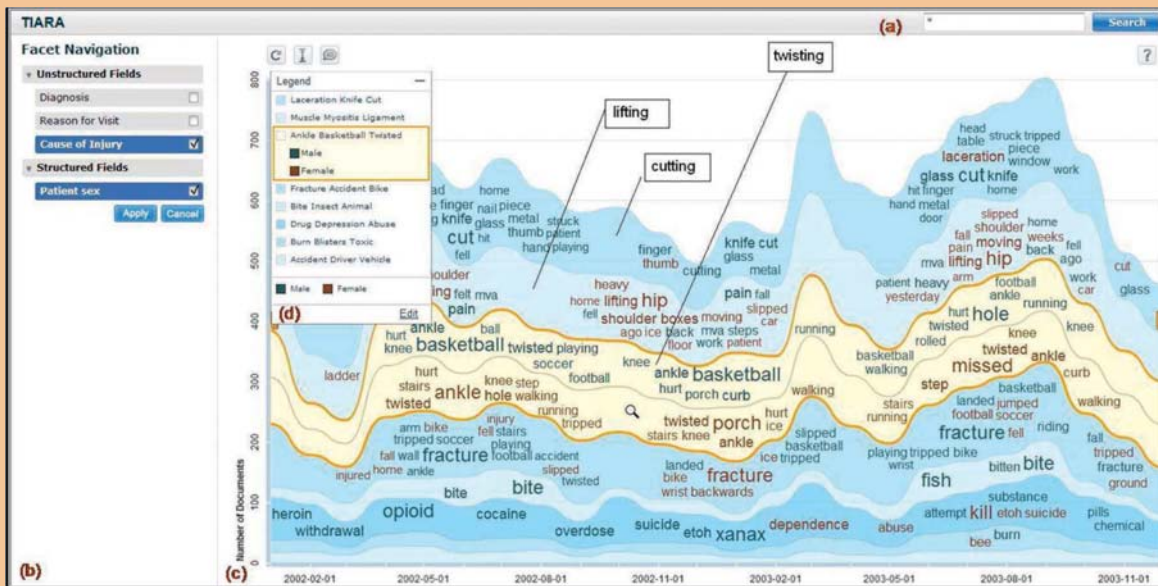 TIARA
(a)
*
Search
Facet Navigation
Unstructured Fields
Diagnosis
Reason for Visit
Cause of Injury
Structured Fields
Patient sex
Apply Cancel
(b)
?
Legend
Laceration Knife Cut
Muscle Myositis Ligament
Ankle Basketball Twisted
Male
Female
Fracture Accident Bike
Bite Insect Animal
Drug Depression Abuse
Burn Blisters Toxic
Accident Driver Vehicle
Male Female
(d) Edit
twisting
lifting
cutting
800
700
600
500
400
300
200
100
0
Number of Documents
(c)
home
finger nail piece
knife glass metal struck
cut hit thumb patient
fell hand playing
finger
thumb
cutting
knife cut
glass
metal
head
table struck tripped
laceration piece
window
glass cut knife work
hit finger home
hand metal
door
cut
glass
felt mva
pain
heavy
home lifting hip
fell shoulder boxes moving
ago ice back mva steps
floor work patient
pain fall
slipped
car
slipped
fall shoulder home
pain moving weeks
mva lifting hip fell
ago
patient heavy arm
yesterday
work
car
ladder
hurt ankle ball
knee basketball twisted playing
soccer
football
knee
ankle basketball
hurt porch curb
running
basketball
walking
football
ankle
running
hurt hole
twisted
rolled knee knee
hurt
stairs ankle knee step
twisted hole walking
running
tripped
twisted porch hurt
stairs knee ice
ankle
walking
stairs
running
step
twisted
missed ankle
curb
walking
injured
arm bike injury
tripped soccer fell stairs
playing
fall wall fracture football accident
home ankle
slipped
twisted
landed
bike fracture
wrist backwards
slipped
basketball
ice tripped
playing tripped bike
wrist
basketball
landed jumped
football soccer
fracture fell riding
fall
tripped
fracture
ground
bite
bite
fish
bitten bite
heroin
withdrawal
opioid
cocaine
overdose
suicide
etoh xanax
dependence
abuse
substance
attempt kill etoh suicide
pills
chemical
burn
bee
2002-02-01 2002-05-01 2002-08-01 2002-11-01 2003-02-01 2003-05-01 2003-08-01 2003-11-01